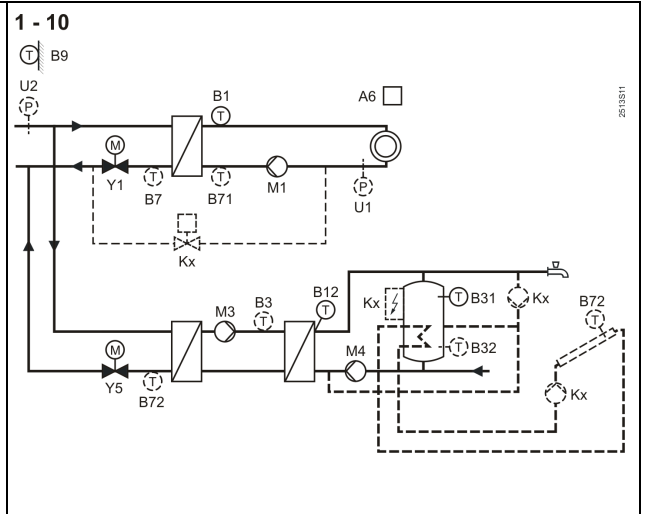 1 - 10
T B9
U2
P
B1
T
A6
2513S11
M
Y1
T
B7
T
B71
M1
P
U1
Kx
M3
B3
T
B12
T
Kx
T B31
Kx
B72
T
M
Y5
T
B72
M4
T B32
Kx